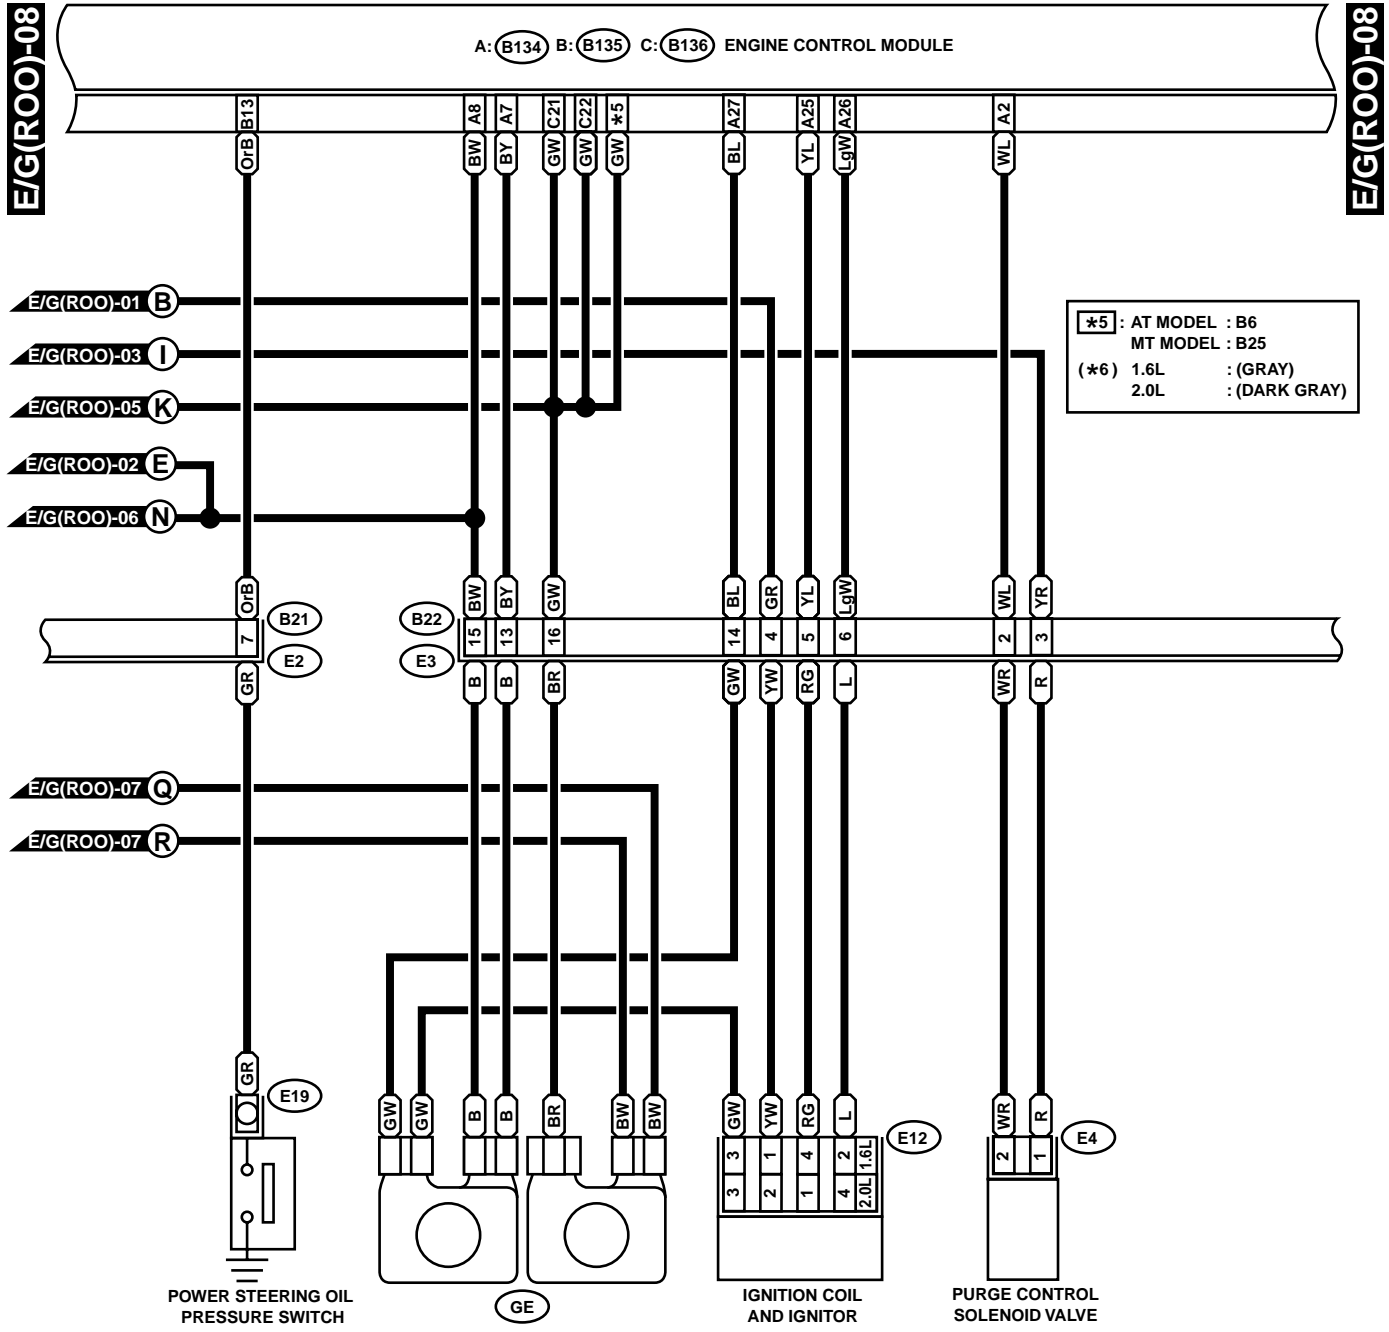 E/G(ROO)-08
E/G(ROO)-08
A: B134 B: B135 C: B136 ENGINE CONTROL MODULE
B13 A8 A7 C21 C22 *5 A27 A25 A26 A2
OrB BW BY GW GW GW BL YL LgW WL
E/G(ROO)-01 B
E/G(ROO)-03 I
E/G(ROO)-05 K
E/G(ROO)-02 E
E/G(ROO)-06 N
*5 : AT MODEL : B6
MT MODEL : B25
(*6) 1.6L : (GRAY)
2.0L : (DARK GRAY)
OrB BW BY GW BL GR YL LgW WL YR
B21 B22
7 15 13 16 14 4 5 6 2 3
E2 E3
GR B B BR GW YW RG L WR R
E/G(ROO)-07 Q
E/G(ROO)-07 R
GR
E19
GW GW B B BR BW BW GW YW RG L WR R
E12 E4
3 1 4 2 1.6L 2 1
3 2 1 4 2.0L
POWER STEERING OIL
PRESSURE SWITCH
GE
IGNITION COIL
AND IGNITOR
PURGE CONTROL
SOLENOID VALVE